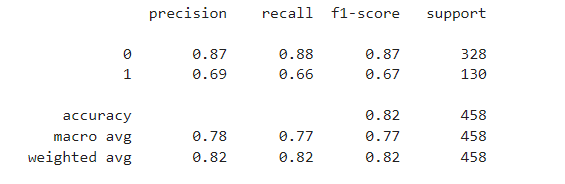 precision recall f1-score support
0 0.87 0.88 0.87 328
1 0.69 0.66 0.67 130
accuracy 0.82 458
macro avg 0.78 0.77 0.77 458
weighted avg 0.82 0.82 0.82 458